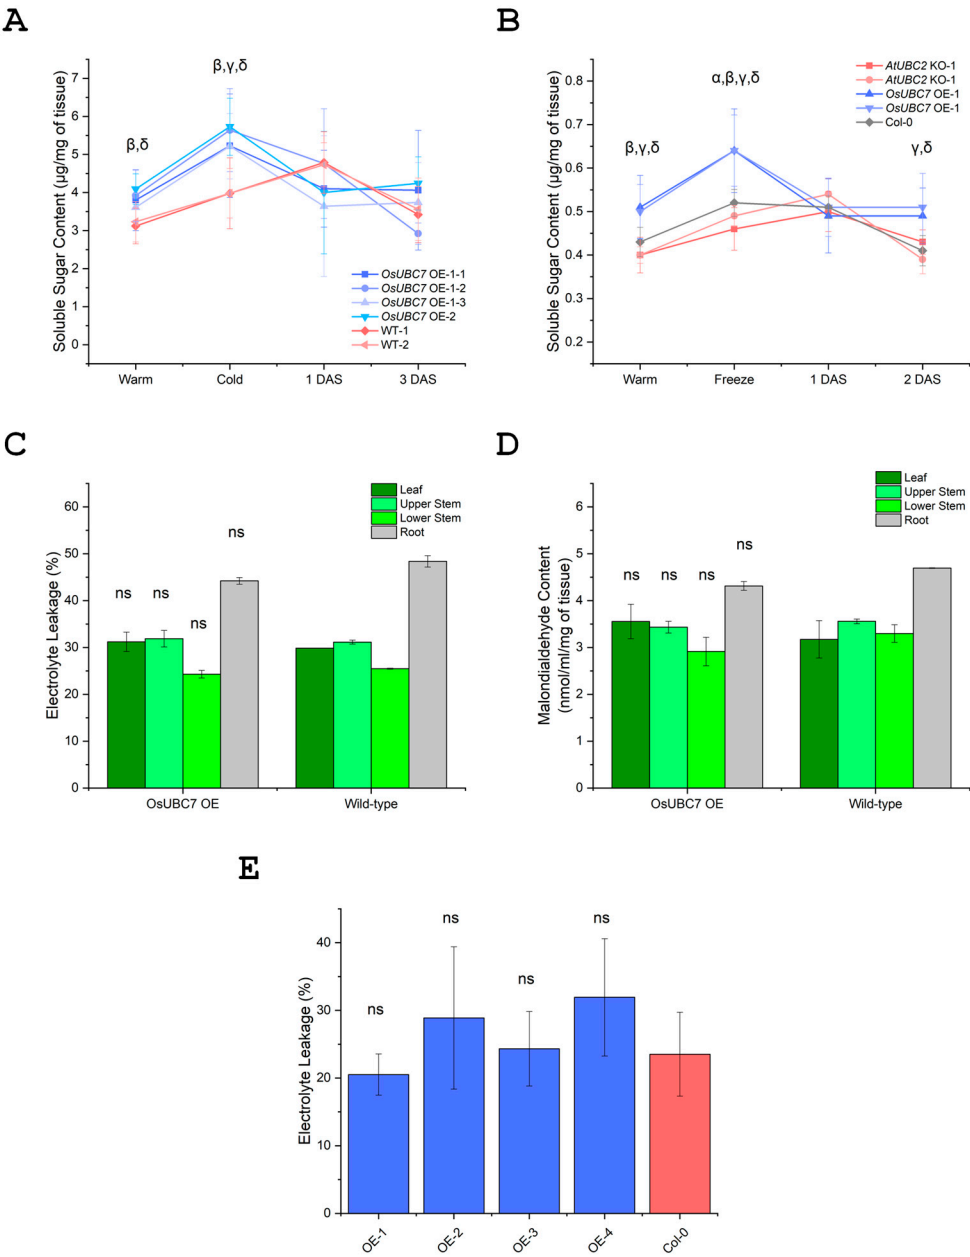 A
Soluble Sugar Content (µg/mg of tissue)
7
6
5
4
3
2
1
0
β,δ
β,γ,δ
OsUBC7 OE-1-1
OsUBC7 OE-1-2
OsUBC7 OE-1-3
OsUBC7 OE-2
WT-1
WT-2
Warm
Cold
1 DAS
3 DAS
B
Soluble Sugar Content (µg/mg of tissue)
0.8
0.7
0.6
0.5
0.4
0.3
0.2
β,γ,δ
α,β,γ,δ
γ,δ
AtUBC2 KO-1
AtUBC2 KO-1
OsUBC7 OE-1
OsUBC7 OE-1
Col-0
Warm
Freeze
1 DAS
2 DAS
C
Electrolyte Leakage (%)
60
50
40
30
20
10
0
Leaf
Upper Stem
Lower Stem
Root
ns
ns
ns
ns
OsUBC7 OE
Wild-type
D
Malondialdehyde Content
(nmol/ml/mg of tissue)
6
5
4
3
2
1
0
Leaf
Upper Stem
Lower Stem
Root
ns
ns
ns
ns
OsUBC7 OE
Wild-type
E
Electrolyte Leakage (%)
40
30
20
10
0
ns
ns
ns
ns
OE-1
OE-2
OE-3
OE-4
Col-0